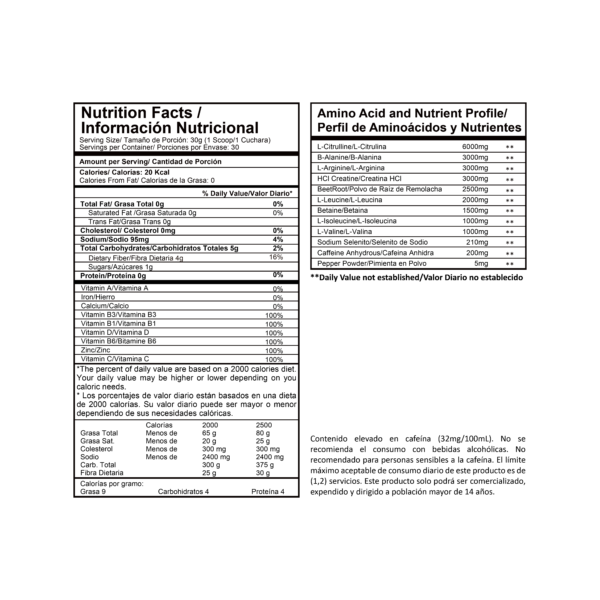 Nutrition Facts /
Información Nutricional
Serving Size/ Tamaño de Porción: 30g (1 Scoop/1 Cuchara)
Servings per Container/ Porciones por Envase: 30
Amount per Serving/ Cantidad de Porción
Calories/ Calorias: 20 Kcal
Calories From Fat/ Calorías de la Grasa: 0
% Daily Value/Valor Diario*
Total Fat/ Grasa Total 0g 0%
Saturated Fat /Grasa Saturada 0g 0%
Trans Fat/Grasa Trans 0g
Cholesterol/ Colesterol 0mg 0%
Sodium/Sodio 95mg 4%
Total Carbohydrates/Carbohidratos Totales 5g 2%
Dietary Fiber/Fibra Dietaria 4g 16%
Sugars/Azúcares 1g
Protein/Proteina 0g 0%
Vitamin A/Vitamina A 0%
Iron/Hierro 0%
Calcium/Calcio 0%
Vitamin B3/Vitamina B3 100%
Vitamin B1/Vitamina B1 100%
Vitamin D/Vitamina D 100%
Vitamin B6/Bitamine B6 100%
Zinc/Zinc 100%
Vitamin C/Vitamina C 100%
*The percent of daily value are based on a 2000 calories diet.
Your daily value may be higher or lower depending on you
caloric needs.
* Los porcentajes de valor diario están basados en una dieta
de 2000 calorías. Su valor diario puede ser mayor o menor
dependiendo de sus necesidades calóricas.
Calorías 2000 2500
Grasa Total Menos de 65 g 80 g
Grasa Sat. Menos de 20 g 25 g
Colesterol Menos de 300 mg 300 mg
Sodio Menos de 2400 mg 2400 mg
Carb. Total 300 g 375 g
Fibra Dietaria 25 g 30 g
Calorías por gramo:
Grasa 9 Carbohidratos 4 Proteína 4
Amino Acid and Nutrient Profile/
Perfil de Aminoácidos y Nutrientes
L-Citrulline/L-Citrulina 6000mg **
B-Alanine/B-Alanina 3000mg **
L-Arginine/L-Arginina 3000mg **
HCl Creatine/Creatina HCl 3000mg **
BeetRoot/Polvo de Raíz de Remolacha 2500mg **
L-Leucine/L-Leucina 2000mg **
Betaine/Betaina 1500mg **
L-Isoleucine/L-Isoleucina 1000mg **
L-Valine/L-Valina 1000mg **
Sodium Selenito/Selenito de Sodio 210mg **
Caffeine Anhydrous/Cafeina Anhidra 200mg **
Pepper Powder/Pimienta en Polvo 5mg **
**Daily Value not established/Valor Diario no establecido
Contenido elevado en cafeína (32mg/100mL). No se
recomienda el consumo con bebidas alcohólicas. No
recomendado para personas sensibles a la cafeína. El límite
máximo aceptable de consumo diario de este producto es de
(1,2) servicios. Este producto solo podrá ser comercializado,
expendido y dirigido a población mayor de 14 años.